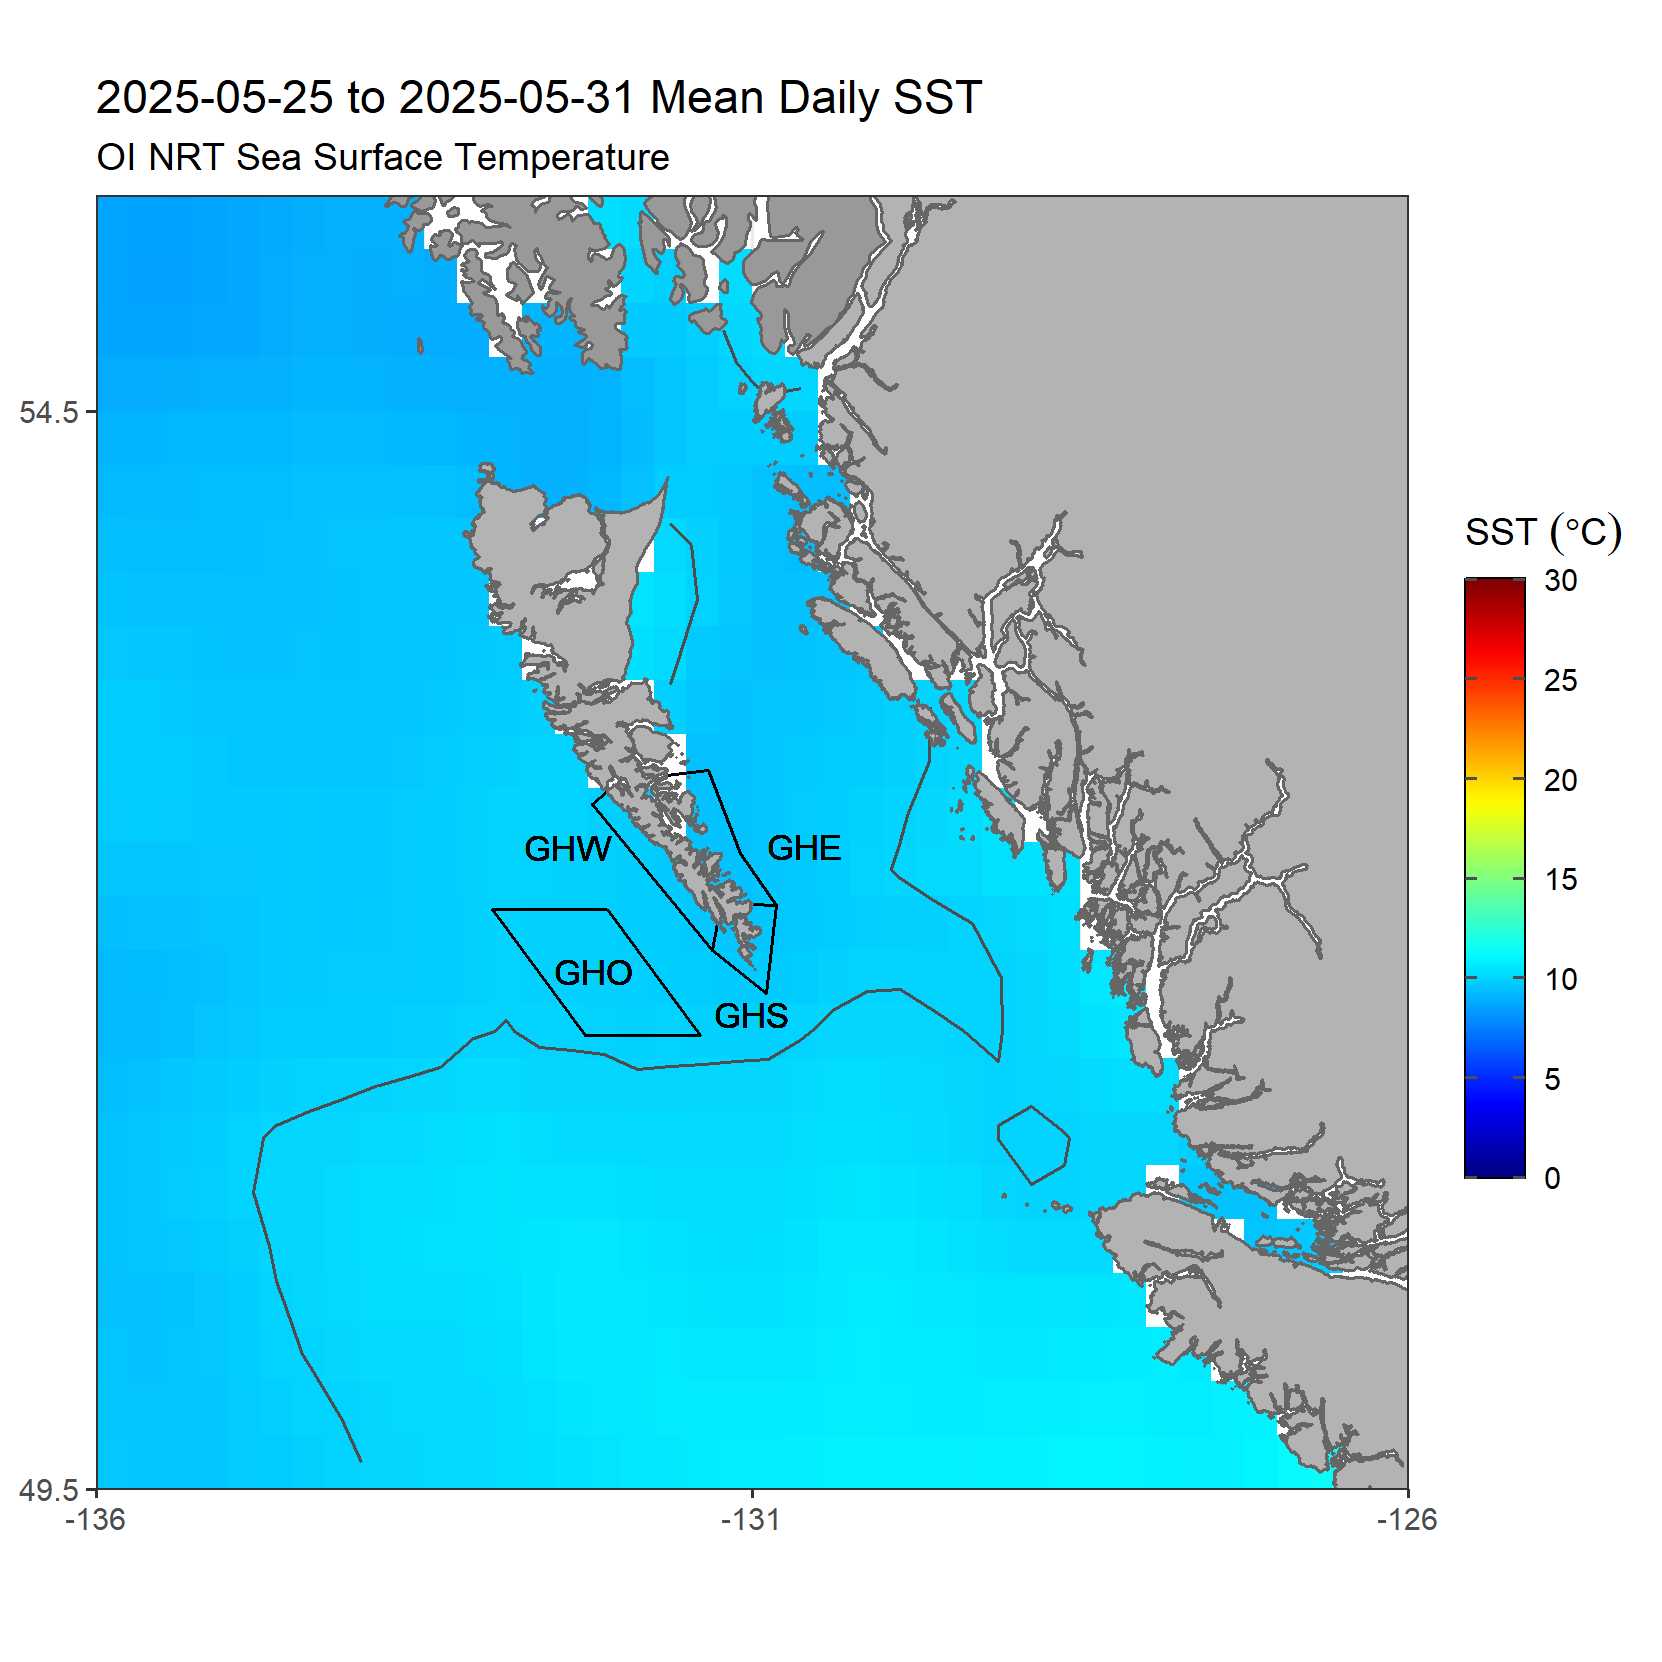 2025-05-25 to 2025-05-31 Mean Daily SST
OI NRT Sea Surface Temperature
54.5
49.5
-136
-131
-126
GHW
GHE
GHO
GHS
SST (°C)
30
25
20
15
10
5
0